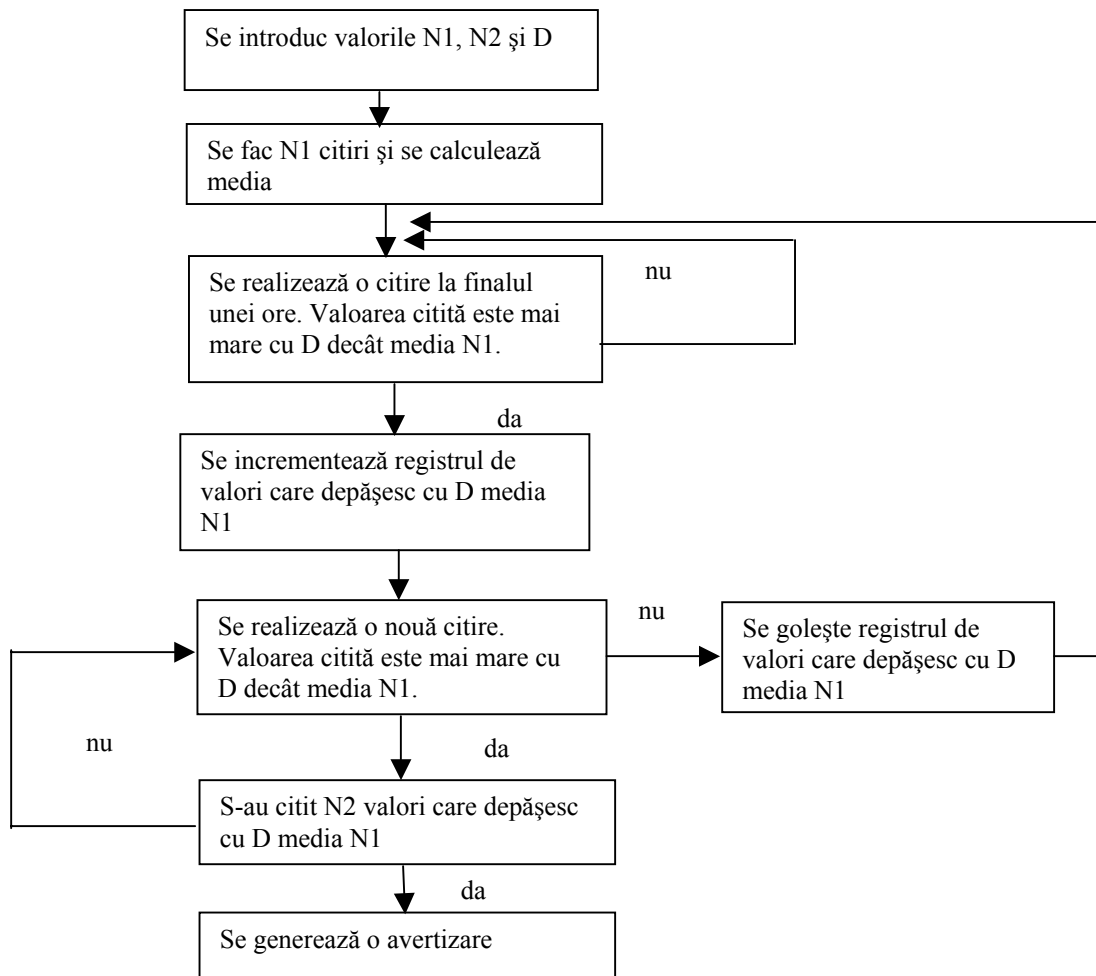 Se introduc valorile N1, N2 şi D
Se fac N1 citiri şi se calculează
media
Se realizează o citire la finalul
unei ore. Valoarea citită este mai
mare cu D decât media N1.
nu
da
Se incrementează registrul de
valori care depăşesc cu D media
N1
Se realizează o nouă citire.
Valoarea citită este mai mare cu
D decât media N1.
nu
Se goleşte registrul de
valori care depăşesc cu D
media N1
nu
da
S-au citit N2 valori care depăşesc
cu D media N1
da
Se generează o avertizare